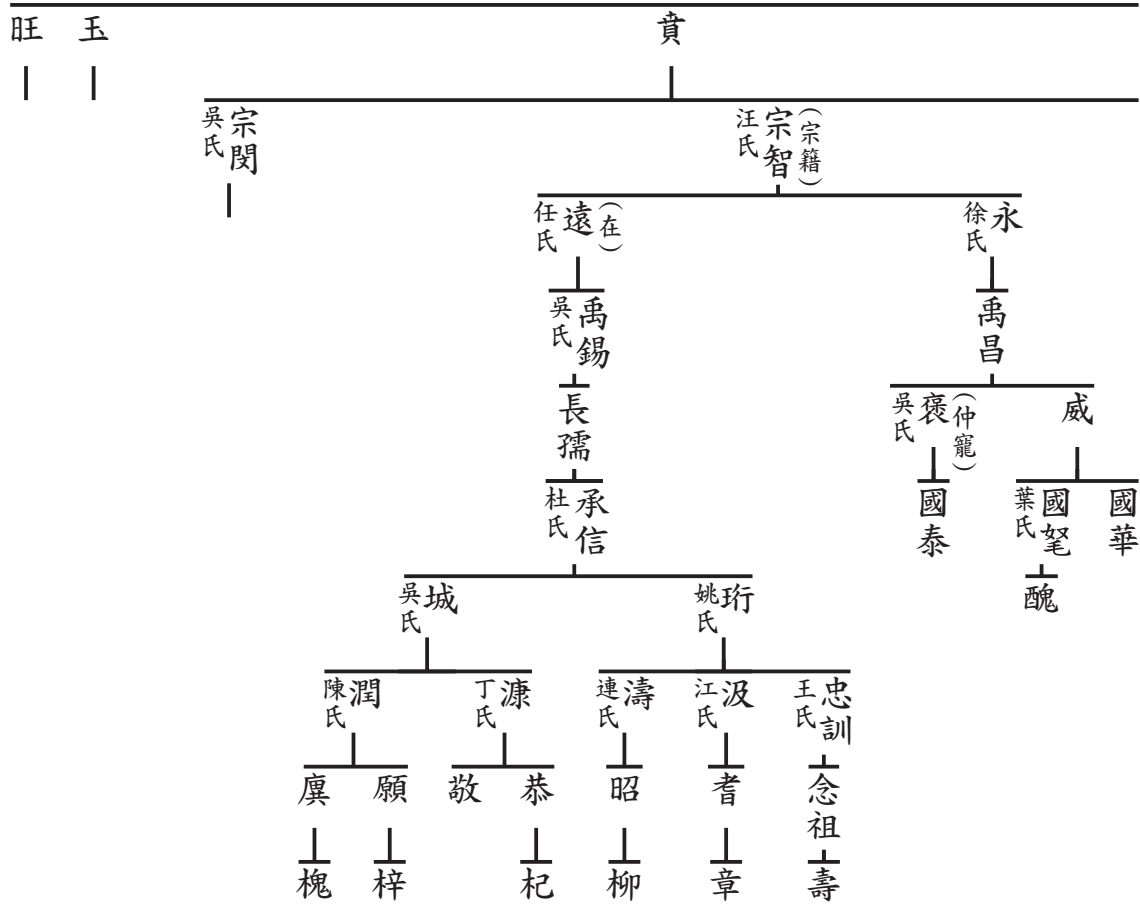 賁
玉
旺
宗智
(宗籍)
汪氏
宗閔
吳氏
永
徐氏
遠
(在)
任氏
禹昌
禹錫
吳氏
威
褒
(仲寵)
吳氏
長孺
國華
國
葉氏
國泰
承信
杜氏
醜
珩
姚氏
城
吳氏
忠訓
王氏
汲
江氏
濤
連氏
漮
丁氏
潤
陳氏
念祖
耆
昭
恭
敬
願
廙
壽
章
柳
杞
梓
槐